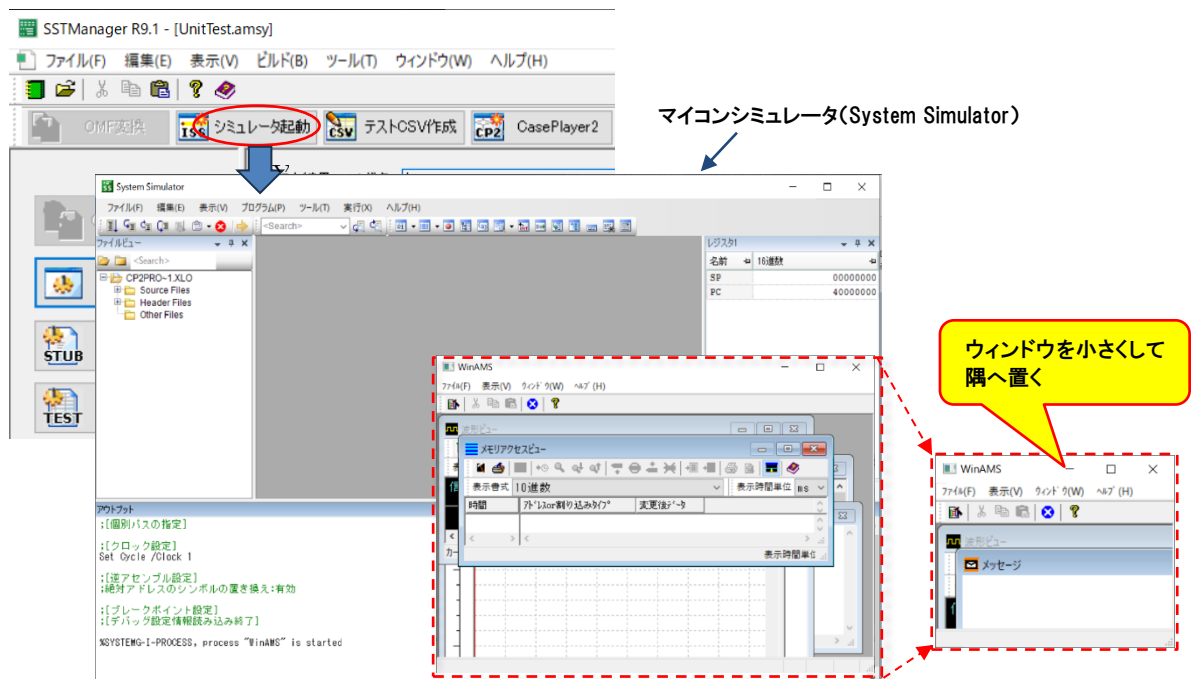 SSTManager R9.1 - [UnitTest.amsy]
ファイル(F) 編集(E) 表示(V) ビルド(B) ツール(T) ウィンドウ(W) ヘルプ(H)
OMF変換 ISS シミュレータ起動 CSV テストCSV作成 CP2 CasePlayer2
マイコンシミュレータ(System Simulator)
System Simulator
ファイル(F) 編集(E) 表示(V) プログラム(P) ツール(T) 実行(X) ヘルプ(H)
<Search>
ファイルビュー
<Search>
CP2PRO~1.XLO
Source Files
Header Files
Other Files
レジスタ1
名前 16進数
SP 00000000
PC 40000000
STUB
TEST
アウトプット
;[個別パスの指定]
;[クロック設定]
Set Cycle /Clock 1
;[逆アセンブル設定]
;絶対アドレスのシンボルの置き換え:有効
;[ブレークポイント設定]
;[デバッグ設定情報読み込み終了]
%SYSTEMG-I-PROCESS, process "WinAMS" is started
WinAMS
ファイル(F) 表示(V) ウィンドウ(W) ヘルプ(H)
波形ビュー
メモリアクセスビュー
表示書式 10進数 表示時間単位 ns
時間 アドレスor割り込みタイプ 変更後データ
表示時間単位
ウィンドウを小さくして
隅へ置く
WinAMS
ファイル(F) 表示(V) ウィンドウ(W) ヘルプ(H)
波形ビュー
メッセージ